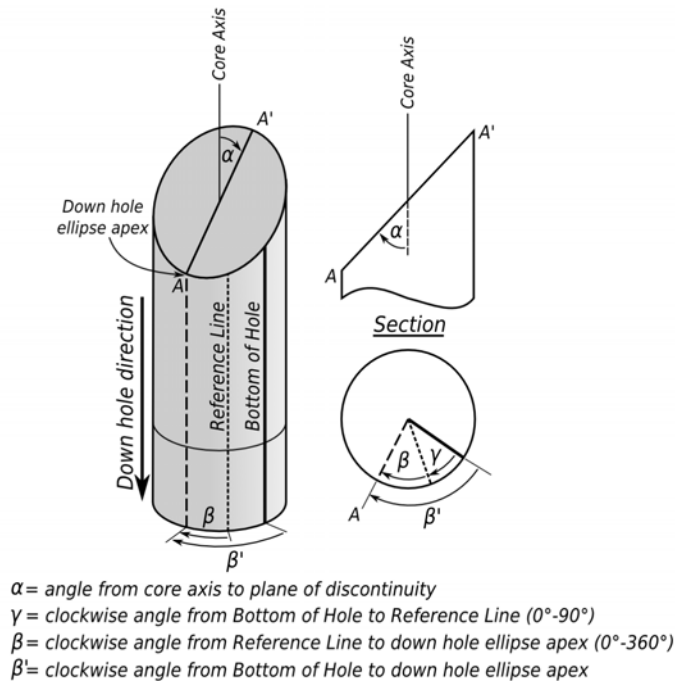 Core Axis
A'
α
Down hole
ellipse apex
A
Down hole direction
Reference Line
Bottom of Hole
β
β'
Core Axis
A'
α
A
Section
β
γ
A
β'
α= angle from core axis to plane of discontinuity
γ = clockwise angle from Bottom of Hole to Reference Line (0°-90°)
β= clockwise angle from Reference Line to down hole ellipse apex (0°-360°)
β'= clockwise angle from Bottom of Hole to down hole ellipse apex